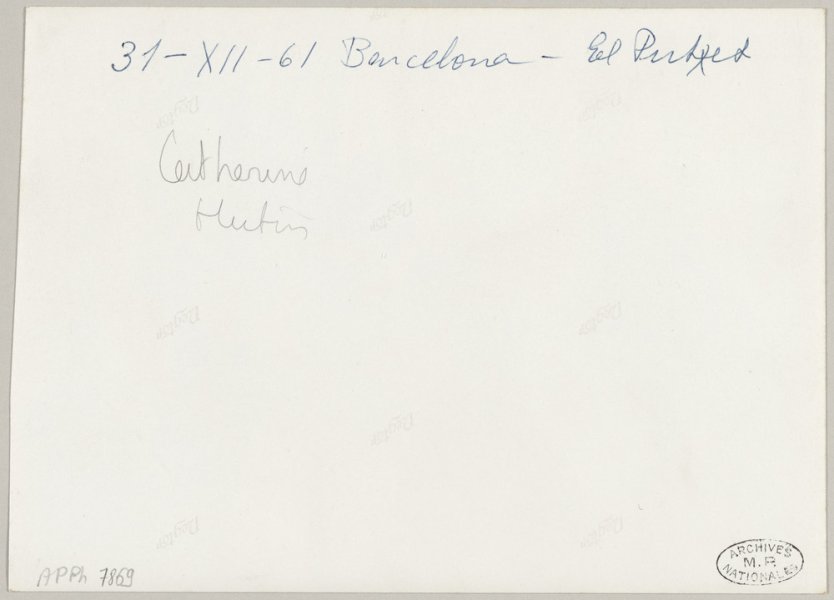 31-XII-61 Barcelona - El Putxet
Catherine
Hutin
APPh 7869
ARCHIVES
M. P.
NATIONALES